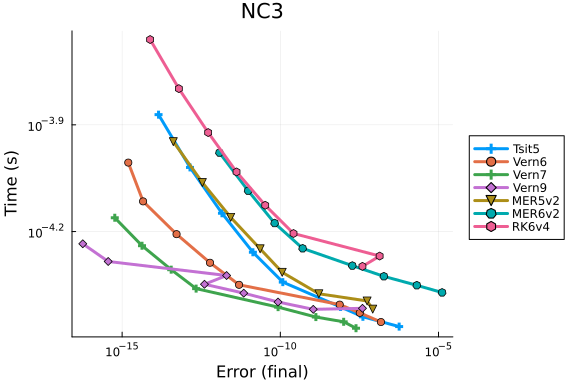 NC3
Time (s)
10⁻³·⁹
10⁻⁴·²
10⁻¹⁵
10⁻¹⁰
10⁻⁵
Error (final)
Tsit5
Vern6
Vern7
Vern9
MER5v2
MER6v2
RK6v4